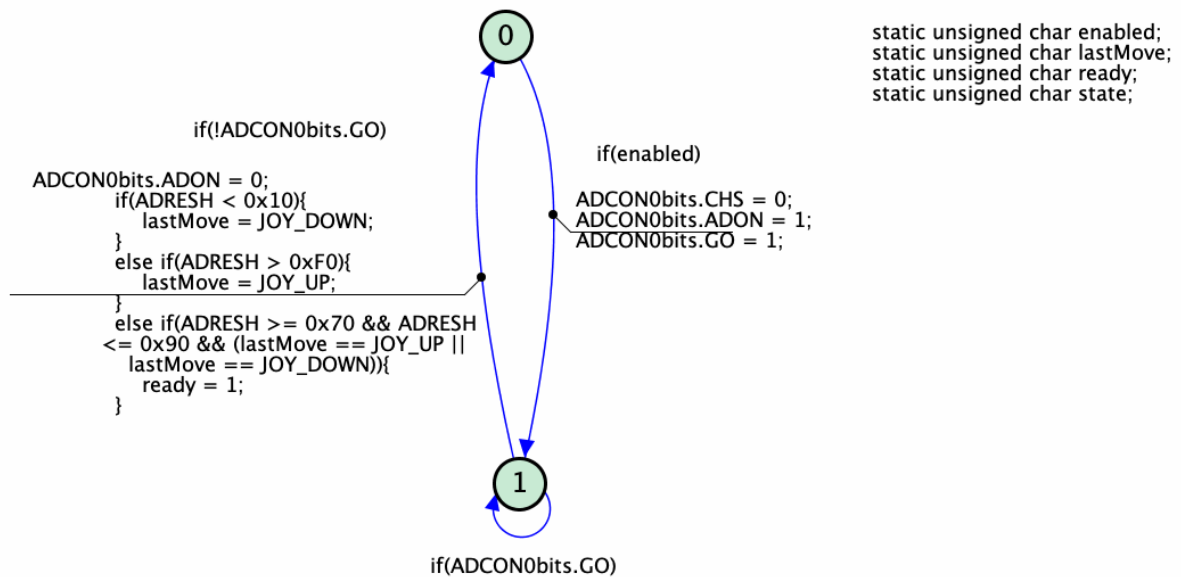 0
static unsigned char enabled;
static unsigned char lastMove;
static unsigned char ready;
static unsigned char state;
if(!ADCON0bits.GO)
ADCON0bits.ADON = 0;
if(ADRESH < 0x10){
lastMove = JOY_DOWN;
}
else if(ADRESH > 0xF0){
lastMove = JOY_UP;
}
else if(ADRESH >= 0x70 && ADRESH
<= 0x90 && (lastMove == JOY_UP ||
lastMove == JOY_DOWN)){
ready = 1;
}
if(enabled)
ADCON0bits.CHS = 0;
ADCON0bits.ADON = 1;
ADCON0bits.GO = 1;
1
if(ADCON0bits.GO)